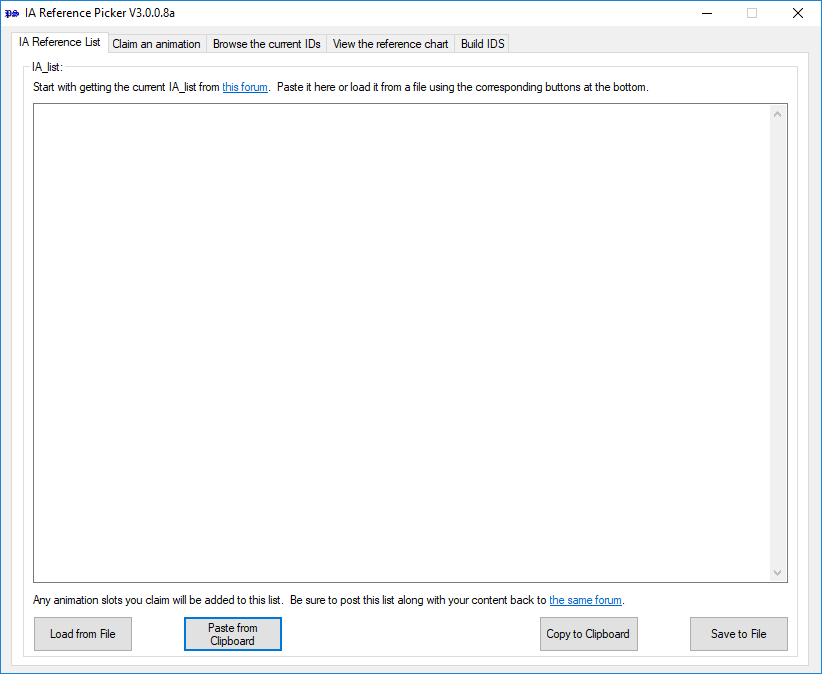 IA Reference Picker V3.0.0.8a
IA Reference List Claim an animation Browse the current IDs View the reference chart Build IDS
IA_list:
Start with getting the current IA_list from this forum. Paste it here or load it from a file using the corresponding buttons at the bottom.
Any animation slots you claim will be added to this list. Be sure to post this list along with your content back to the same forum.
Load from File
Paste from
Clipboard
Copy to Clipboard
Save to File